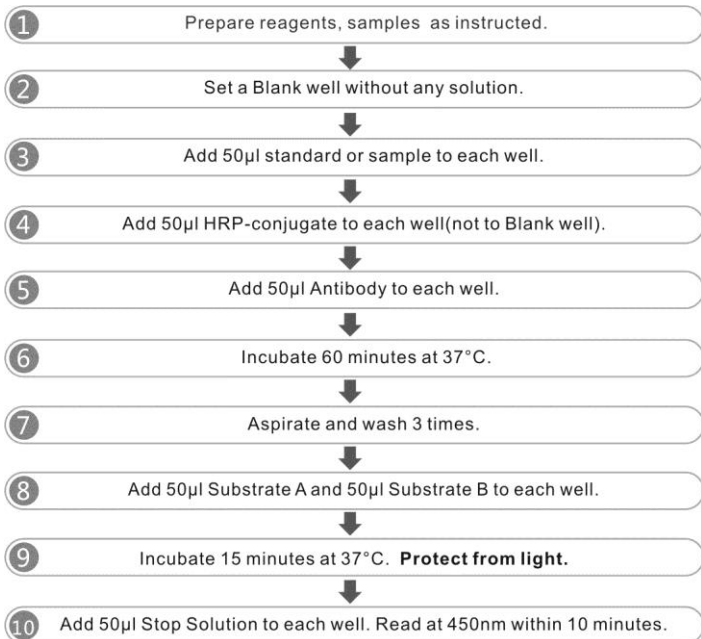 1 Prepare reagents, samples as instructed.
2 Set a Blank well without any solution.
3 Add 50μl standard or sample to each well.
4 Add 50μl HRP-conjugate to each well(not to Blank well).
5 Add 50μl Antibody to each well.
6 Incubate 60 minutes at 37°C.
7 Aspirate and wash 3 times.
8 Add 50μl Substrate A and 50μl Substrate B to each well.
9 Incubate 15 minutes at 37°C. Protect from light.
10 Add 50μl Stop Solution to each well. Read at 450nm within 10 minutes.